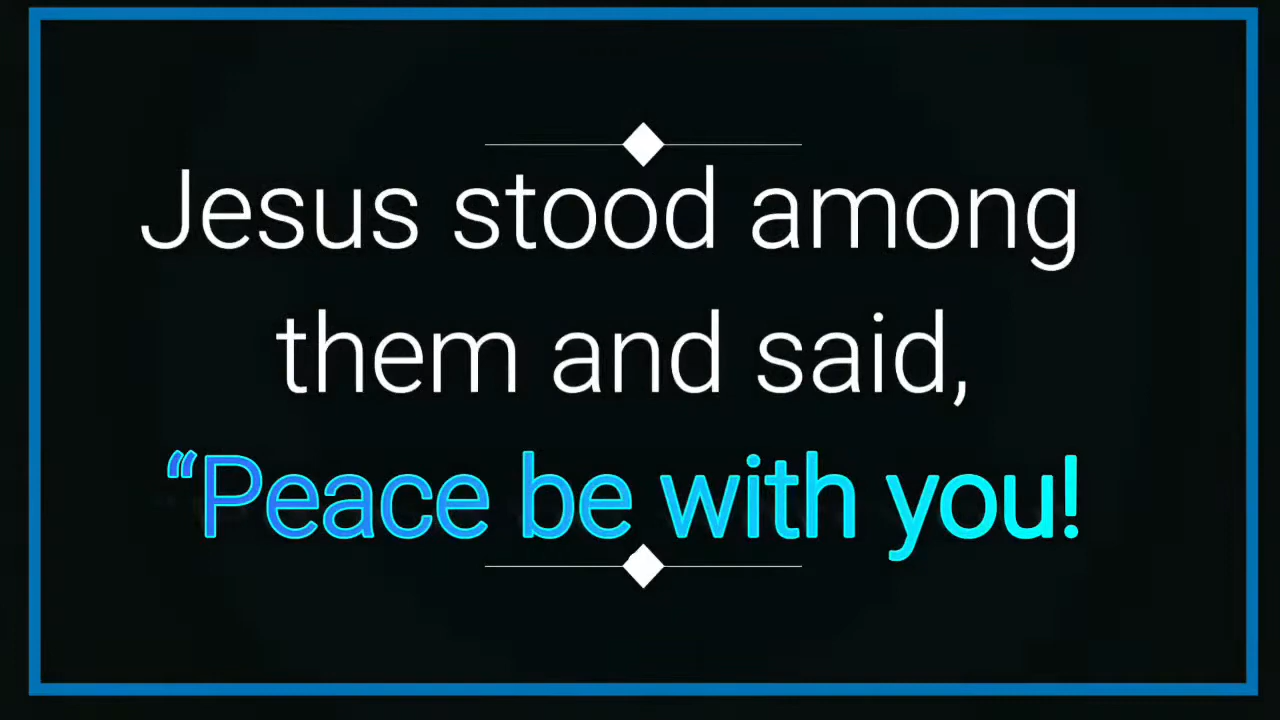 Jesus stood among
them and said,
“Peace be with you!